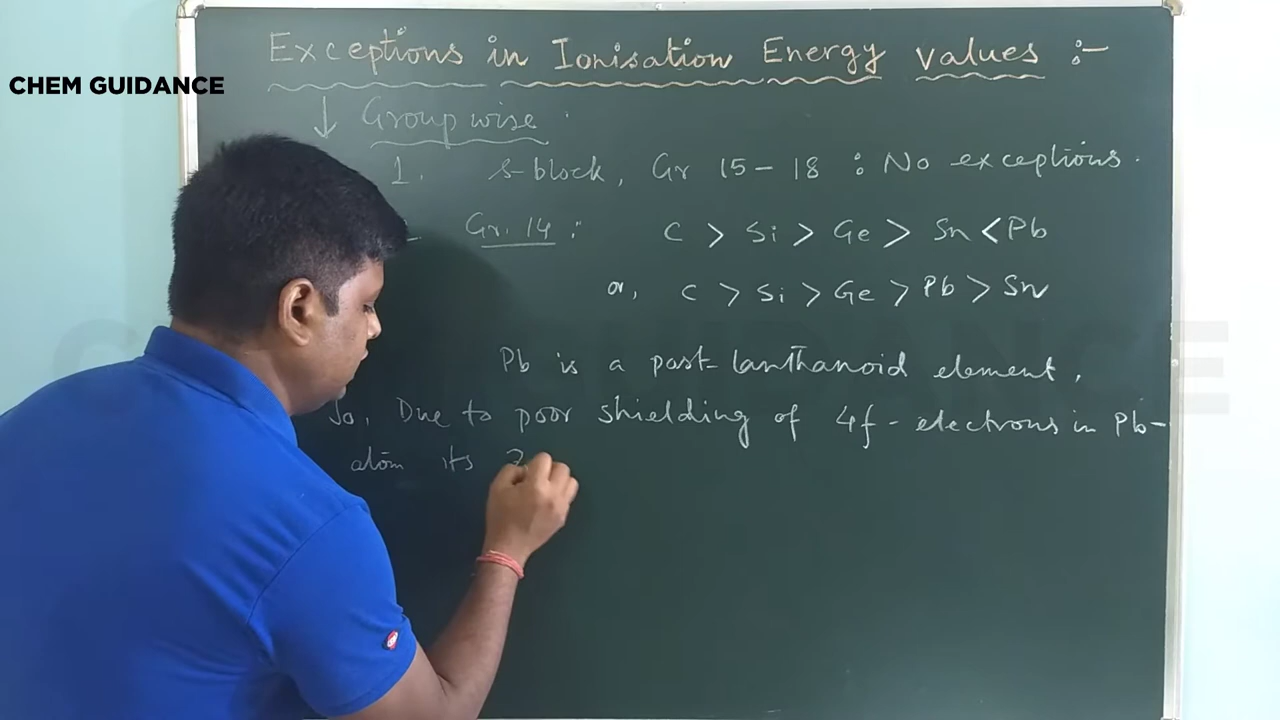 Exceptions in Ionisation Energy values :-
CHEM GUIDANCE
↓ Group wise
1. s-block, Gr 15-18 : No exceptions.
Gr. 14 : C > Si > Ge > Sn < Pb
or, C > Si > Ge > Pb > Sn
Pb is a post-lanthanoid element,
So, Due to poor shielding of 4f-electrons in Pb-
atom its